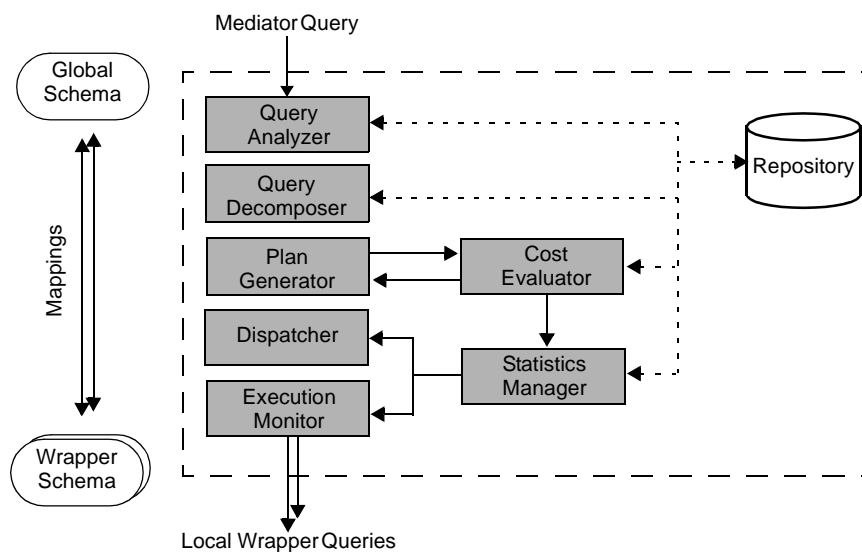 Mediator Query
Global
Schema
Query
Analyzer
Repository
Query
Decomposer
Mappings
Plan
Generator
Cost
Evaluator
Dispatcher
Statistics
Manager
Execution
Monitor
Wrapper
Schema
Local Wrapper Queries